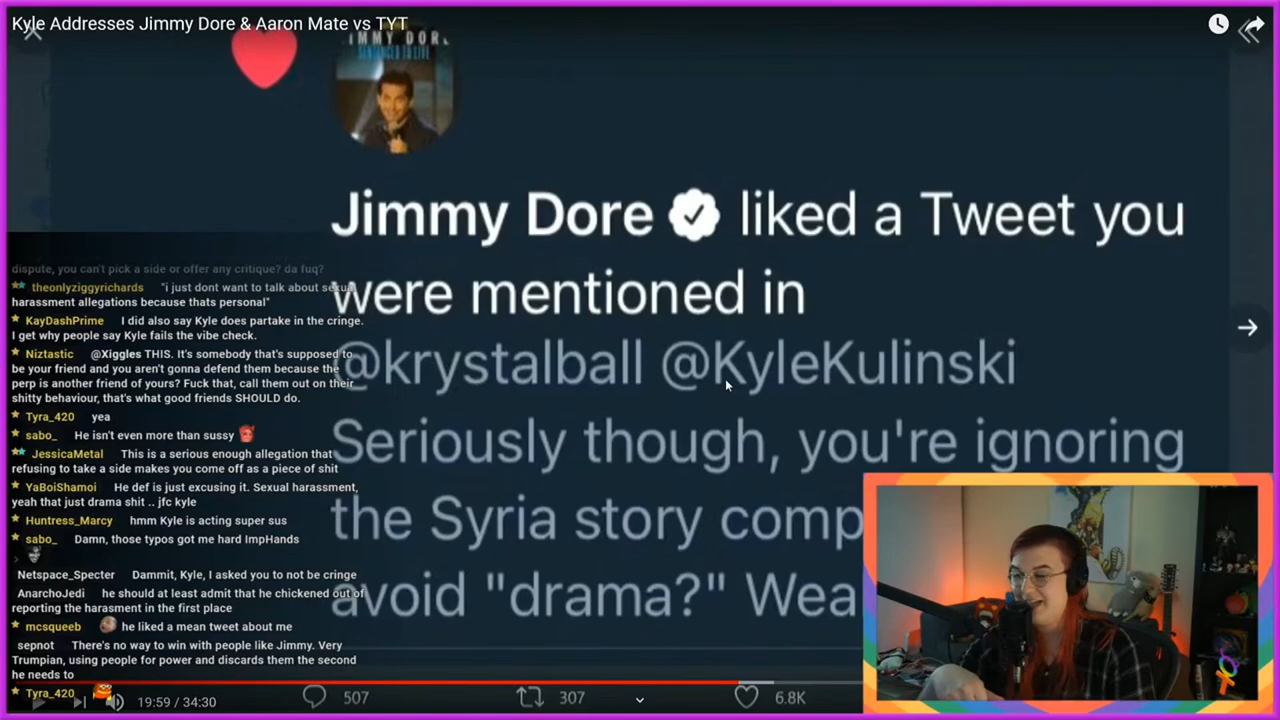 Kyle Addresses Jimmy Dore & Aaron Mate vs TYT
JIMMY DORE
Jimmy Dore liked a Tweet you
were mentioned in
@krystalball @KyleKulinski
Seriously though, you're ignoring
the Syria story comp
avoid "drama?" Wea
dispute, you can't pick a side or offer any critique? da fuq?
theonlyziggyrichards "i just dont want to talk about sexual
harassment allegations because thats personal"
KayDashPrime I did also say Kyle does partake in the cringe.
I get why people say Kyle fails the vibe check.
Niztastic @Xiggles THIS. It's somebody that's supposed to
be your friend and you aren't gonna defend them because the
perp is another friend of yours? Fuck that, call them out on their
shitty behaviour, that's what good friends SHOULD do.
Tyra_420 yea
sabo_ He isn't even more than sussy
JessicaMetal This is a serious enough allegation that
refusing to take a side makes you come off as a piece of shit
YaBoiShamoi He def is just excusing it. Sexual harassment,
yeah that just drama shit .. jfc kyle
Huntress_Marcy hmm Kyle is acting super sus
sabo_ Damn, those typos got me hard ImpHands
Netspace_Specter Dammit, Kyle, I asked you to not be cringe
AnarchoJedi he should at least admit that he chickened out of
reporting the harassment in the first place
mcsqueeb he liked a mean tweet about me
sepnot There's no way to win with people like Jimmy. Very
Trumpian, using people for power and discards them the second
he needs to
Tyra_420
19:59 / 34:30
507
307
6.8K